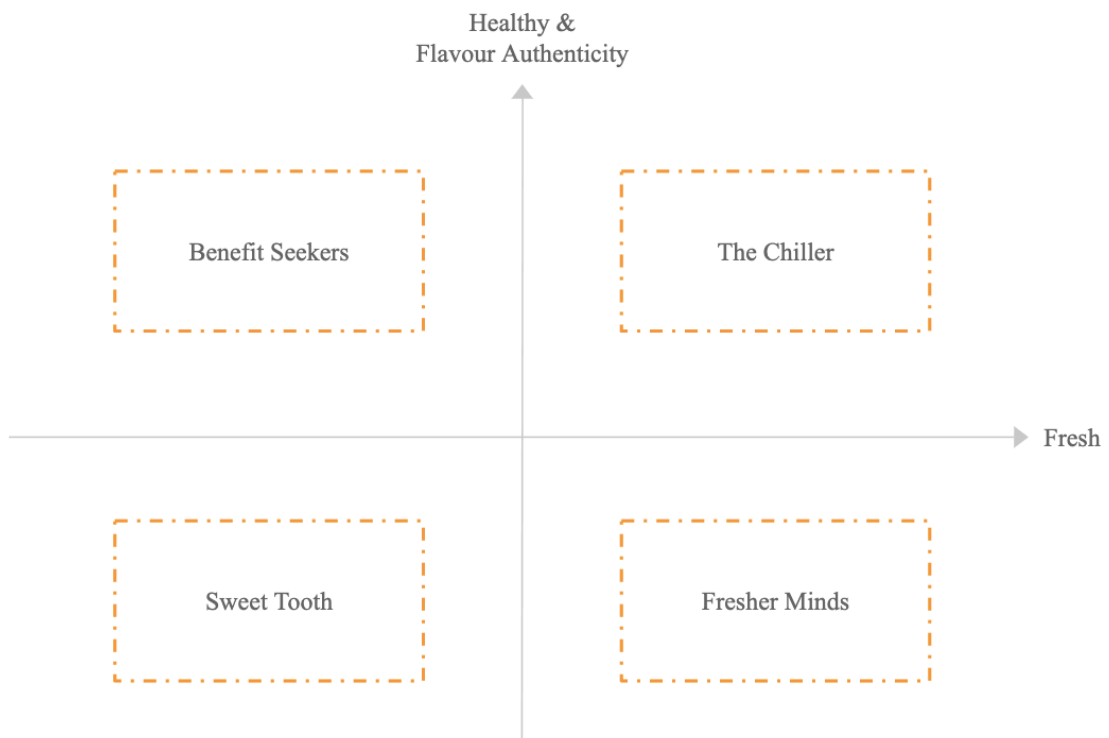 Healthy &
Flavour Authenticity
Benefit Seekers
The Chiller
Fresh
Sweet Tooth
Fresher Minds